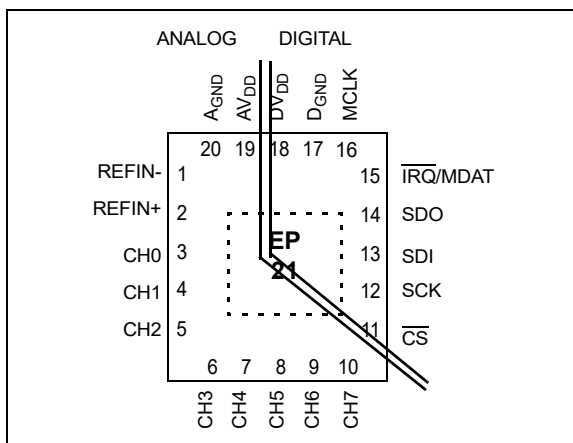 ANALOG DIGITAL
AGND AVDD DVDD DGND MCLK
20 19 18 17 16
REFIN- 1
15 IRQ/MDAT
REFIN+ 2
14 SDO
EP
21
CH0 3
13 SDI
CH1 4
12 SCK
CH2 5
11 CS
6 7 8 9 10
CH3 CH4 CH5 CH6 CH7